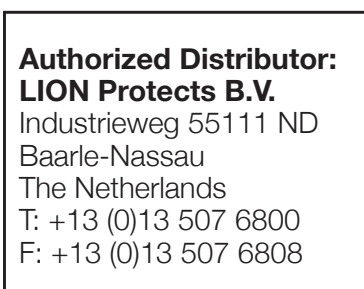 Authorized Distributor:
LION Protects B.V.
Industrieweg 55111 ND
Baarle-Nassau
The Netherlands
T: +13 (0)13 507 6800
F: +13 (0)13 507 6808